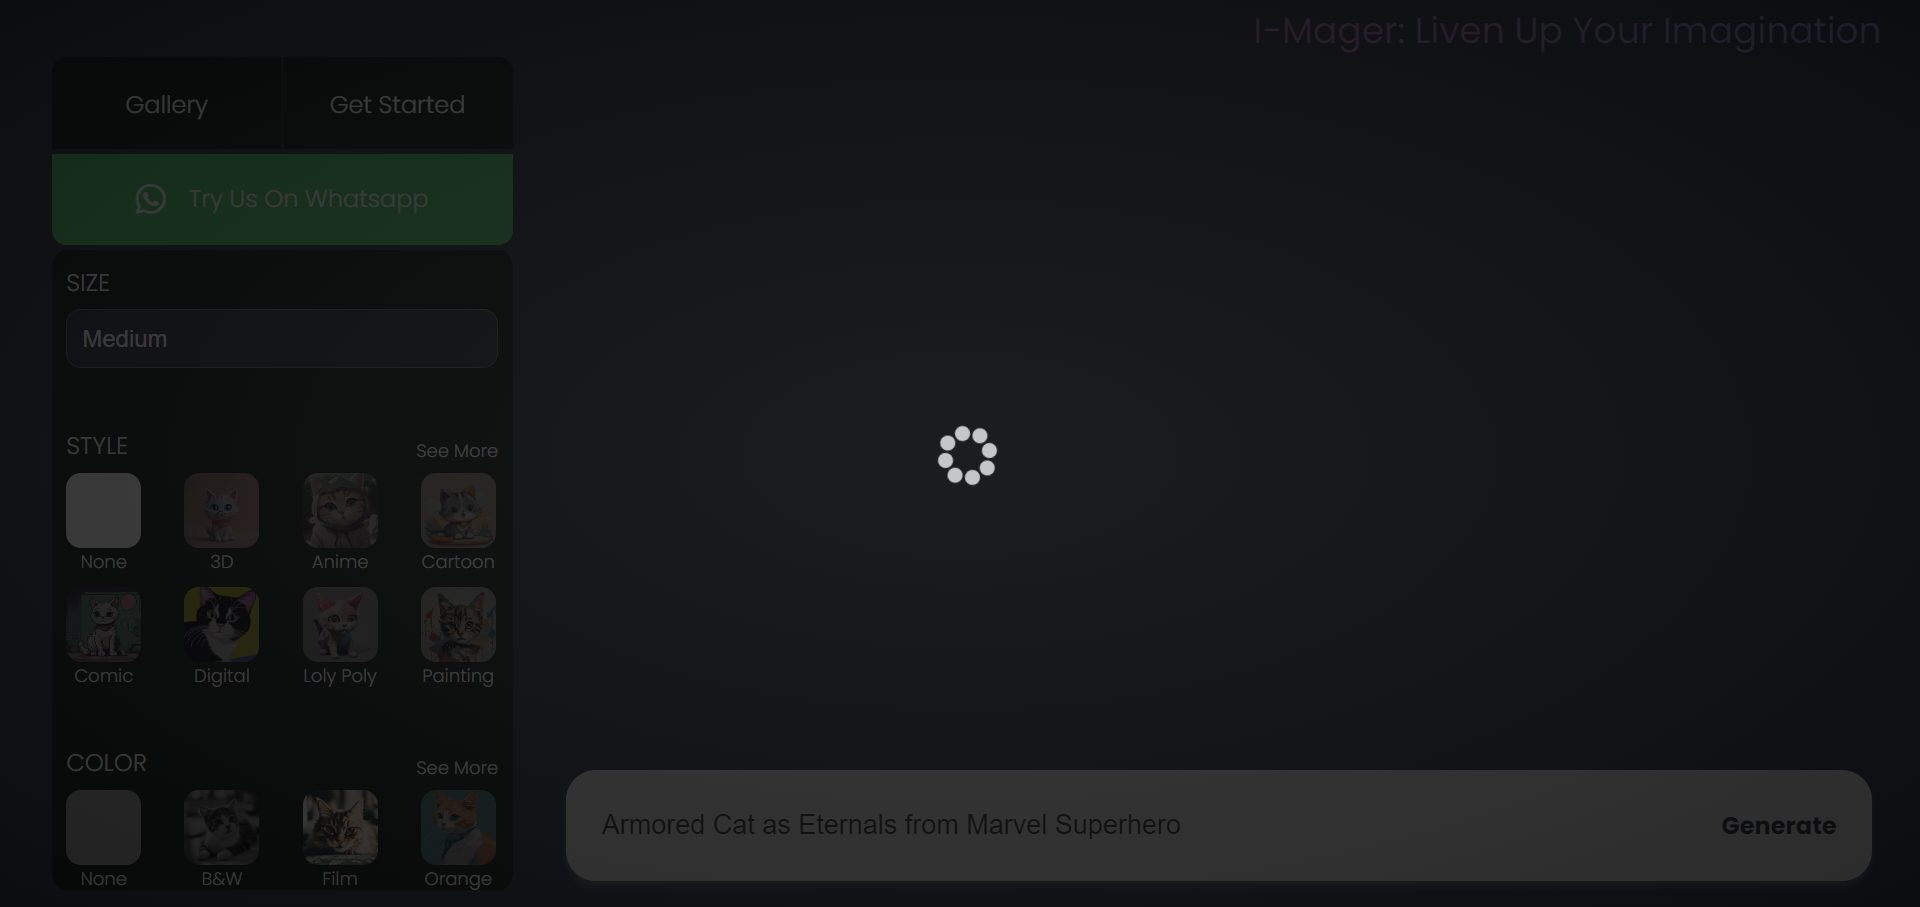 I-Mager: Liven Up Your Imagination
Gallery
Get Started
Try Us On Whatsapp
SIZE
Medium
STYLE
See More
None
3D
Anime
Cartoon
Comic
Digital
Loly Poly
Painting
COLOR
See More
None
B&W
Film
Orange
Armored Cat as Eternals from Marvel Superhero
Generate